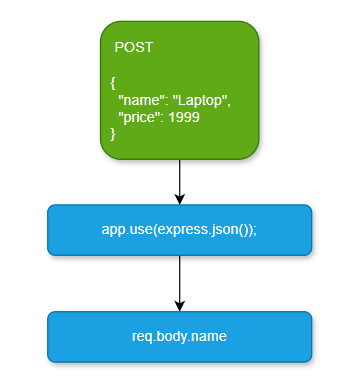 POST
{
"name": "Laptop",
"price": 1999
}
app.use(express.json());
req.body.name